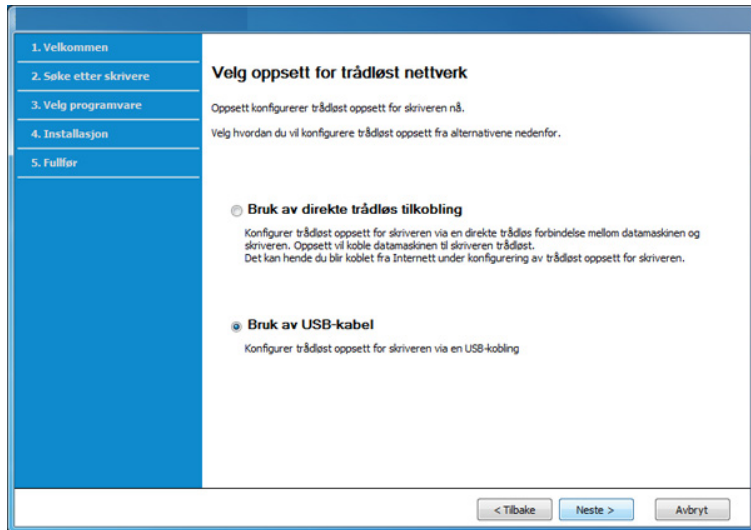 1. Velkommen
2. Søke etter skrivere
3. Velg programvare
4. Installasjon
5. Fullfør
Velg oppsett for trådløst nettverk
Oppsett konfigurerer trådløst oppsett for skriveren nå.
Velg hvordan du vil konfigurere trådløst oppsett fra alternativene nedenfor.
Bruk av direkte trådløs tilkobling
Konfigurer trådløst oppsett for skriveren via en direkte trådløs forbindelse mellom datamaskinen og
skriveren. Oppsett vil koble datamaskinen til skriveren trådløst.
Det kan hende du blir koblet fra Internett under konfigurering av trådløst oppsett for skriveren.
Bruk av USB-kabel
Konfigurer trådløst oppsett for skriveren via en USB-kobling
< Tilbake
Neste >
Avbryt